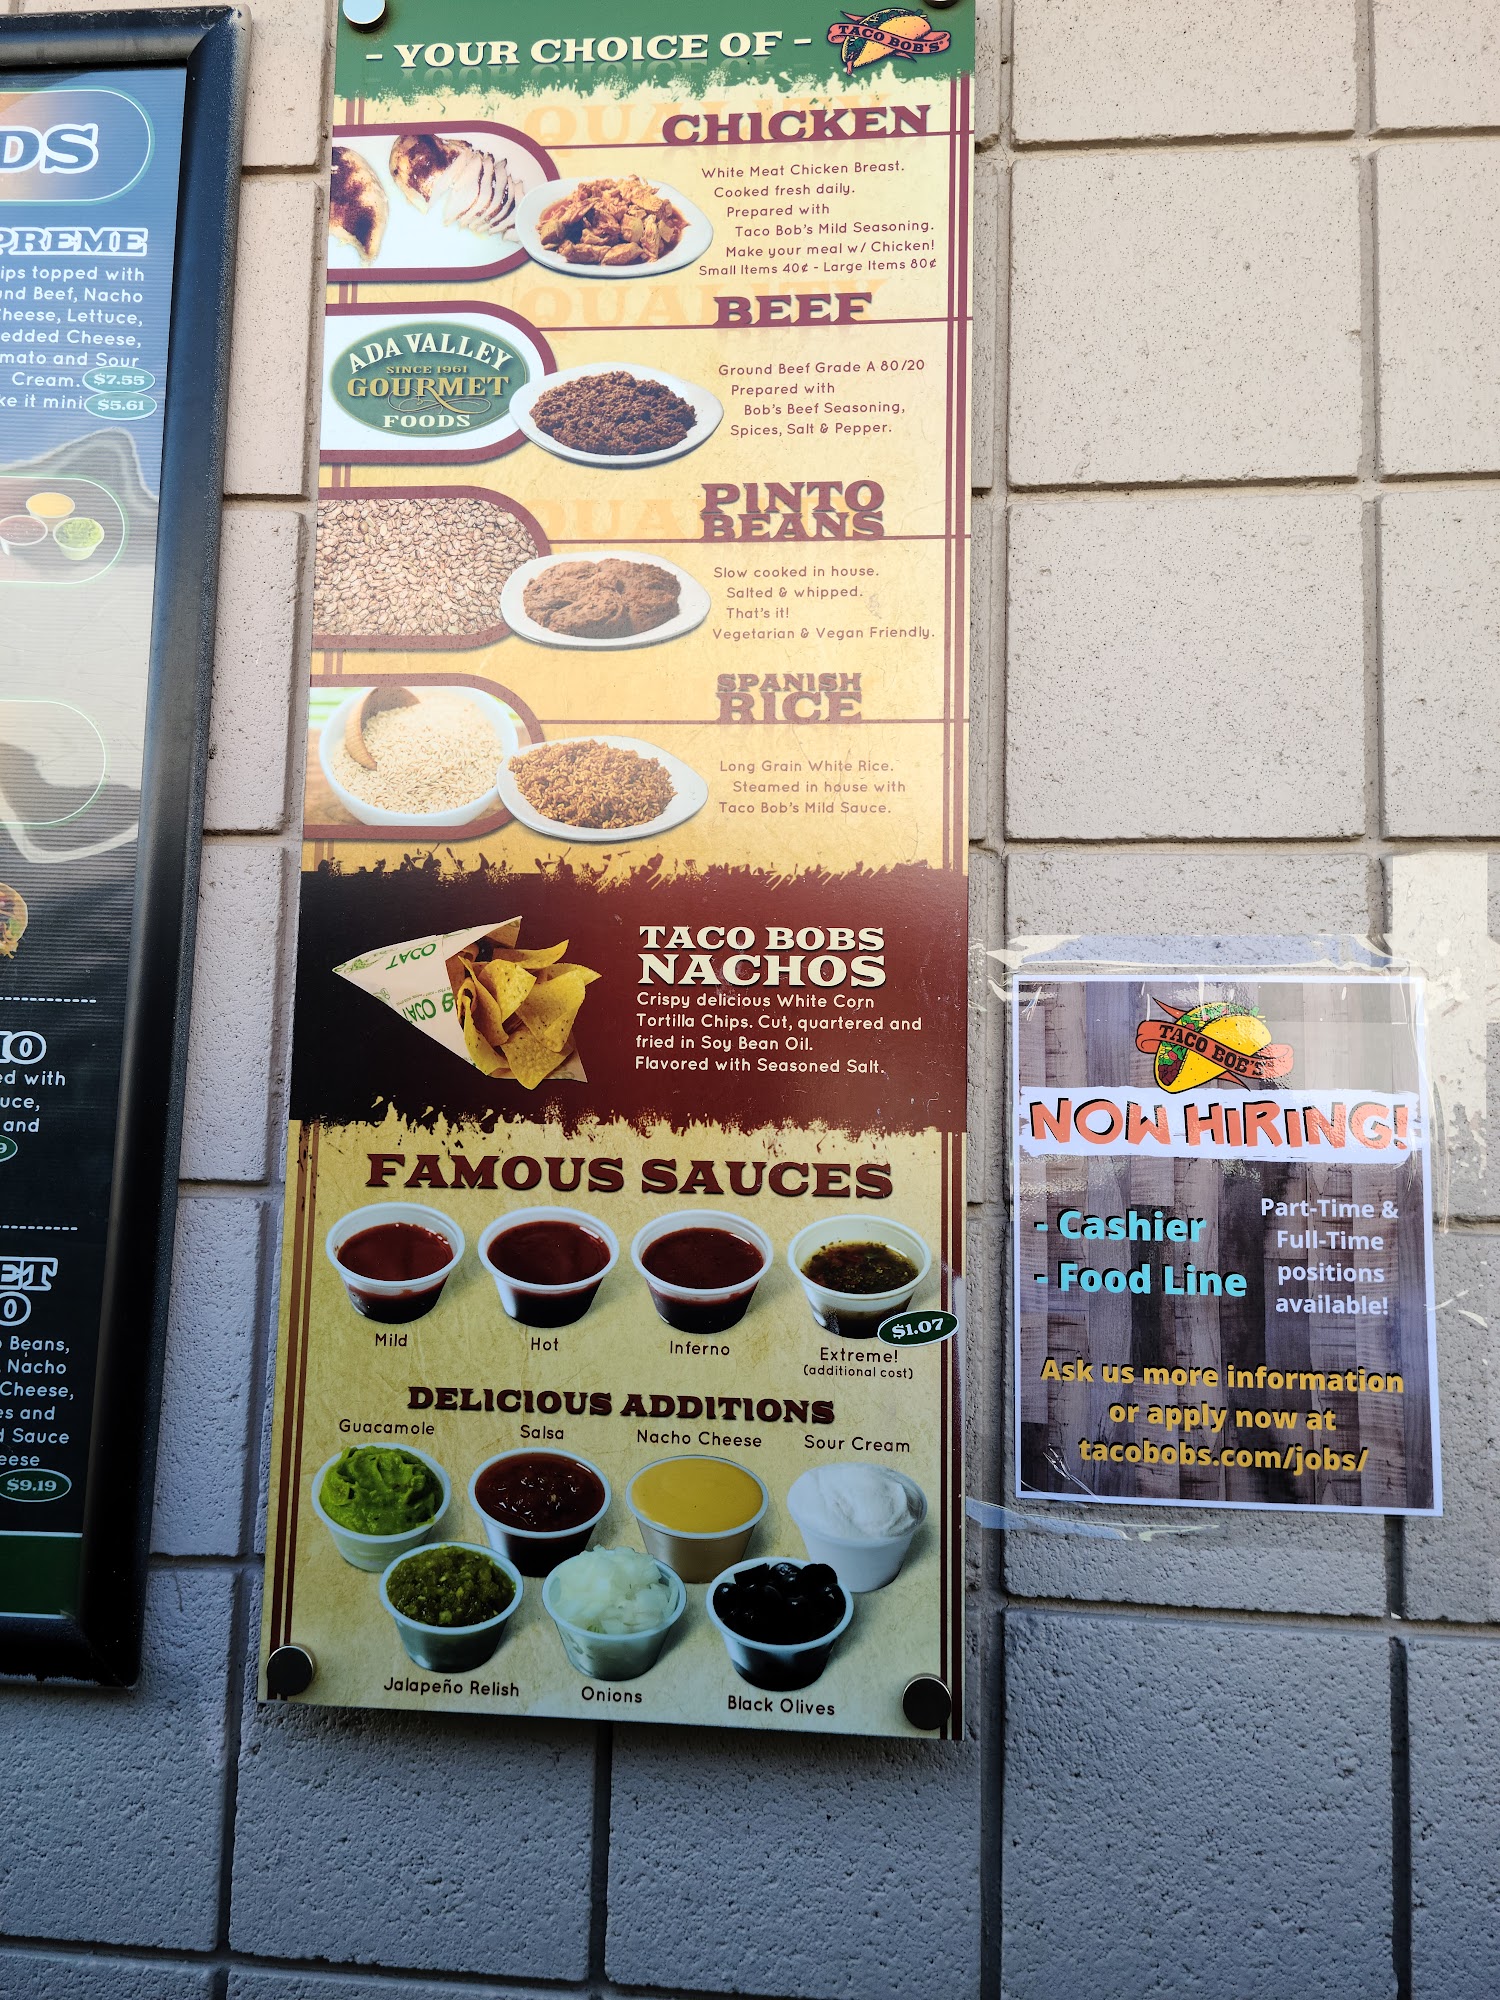 DS
PREME
ips topped with
und Beef, Nacho
Cheese, Lettuce,
edded Cheese,
mato and Sour
Cream. $7.55
ke it mini $5.61
ed with
uce,
and
ET
O
Beans,
Nacho
Cheese,
es and
d Sauce
eese
$9.19
- YOUR CHOICE OF -
TACO BOB'S
QUALITY
CHICKEN
White Meat Chicken Breast.
Cooked fresh daily.
Prepared with
Taco Bob's Mild Seasoning.
Make your meal w/ Chicken!
Small Items 40¢ - Large Items 80¢
QUALITY
BEEF
ADA VALLEY
SINCE 1961
GOURMET
FOODS
Ground Beef Grade A 80/20
Prepared with
Bob's Beef Seasoning,
Spices, Salt & Pepper.
PINTO
BEANS
Slow cooked in house.
Salted & whipped.
That's it!
Vegetarian & Vegan Friendly.
SPANISH
RICE
Long Grain White Rice.
Steamed in house with
Taco Bob's Mild Sauce.
TACO BOBS
NACHOS
Crispy delicious White Corn
Tortilla Chips. Cut, quartered and
fried in Soy Bean Oil.
Flavored with Seasoned Salt.
FAMOUS SAUCES
Mild
Hot
Inferno
$1.07
Extreme!
(additional cost)
DELICIOUS ADDITIONS
Guacamole
Salsa
Nacho Cheese
Sour Cream
Jalapeño Relish
Onions
Black Olives
TACO BOB'S
NOW HIRING!
- Cashier
- Food Line
Part-Time &
Full-Time
positions
available!
Ask us more information
or apply now at
tacobobs.com/jobs/